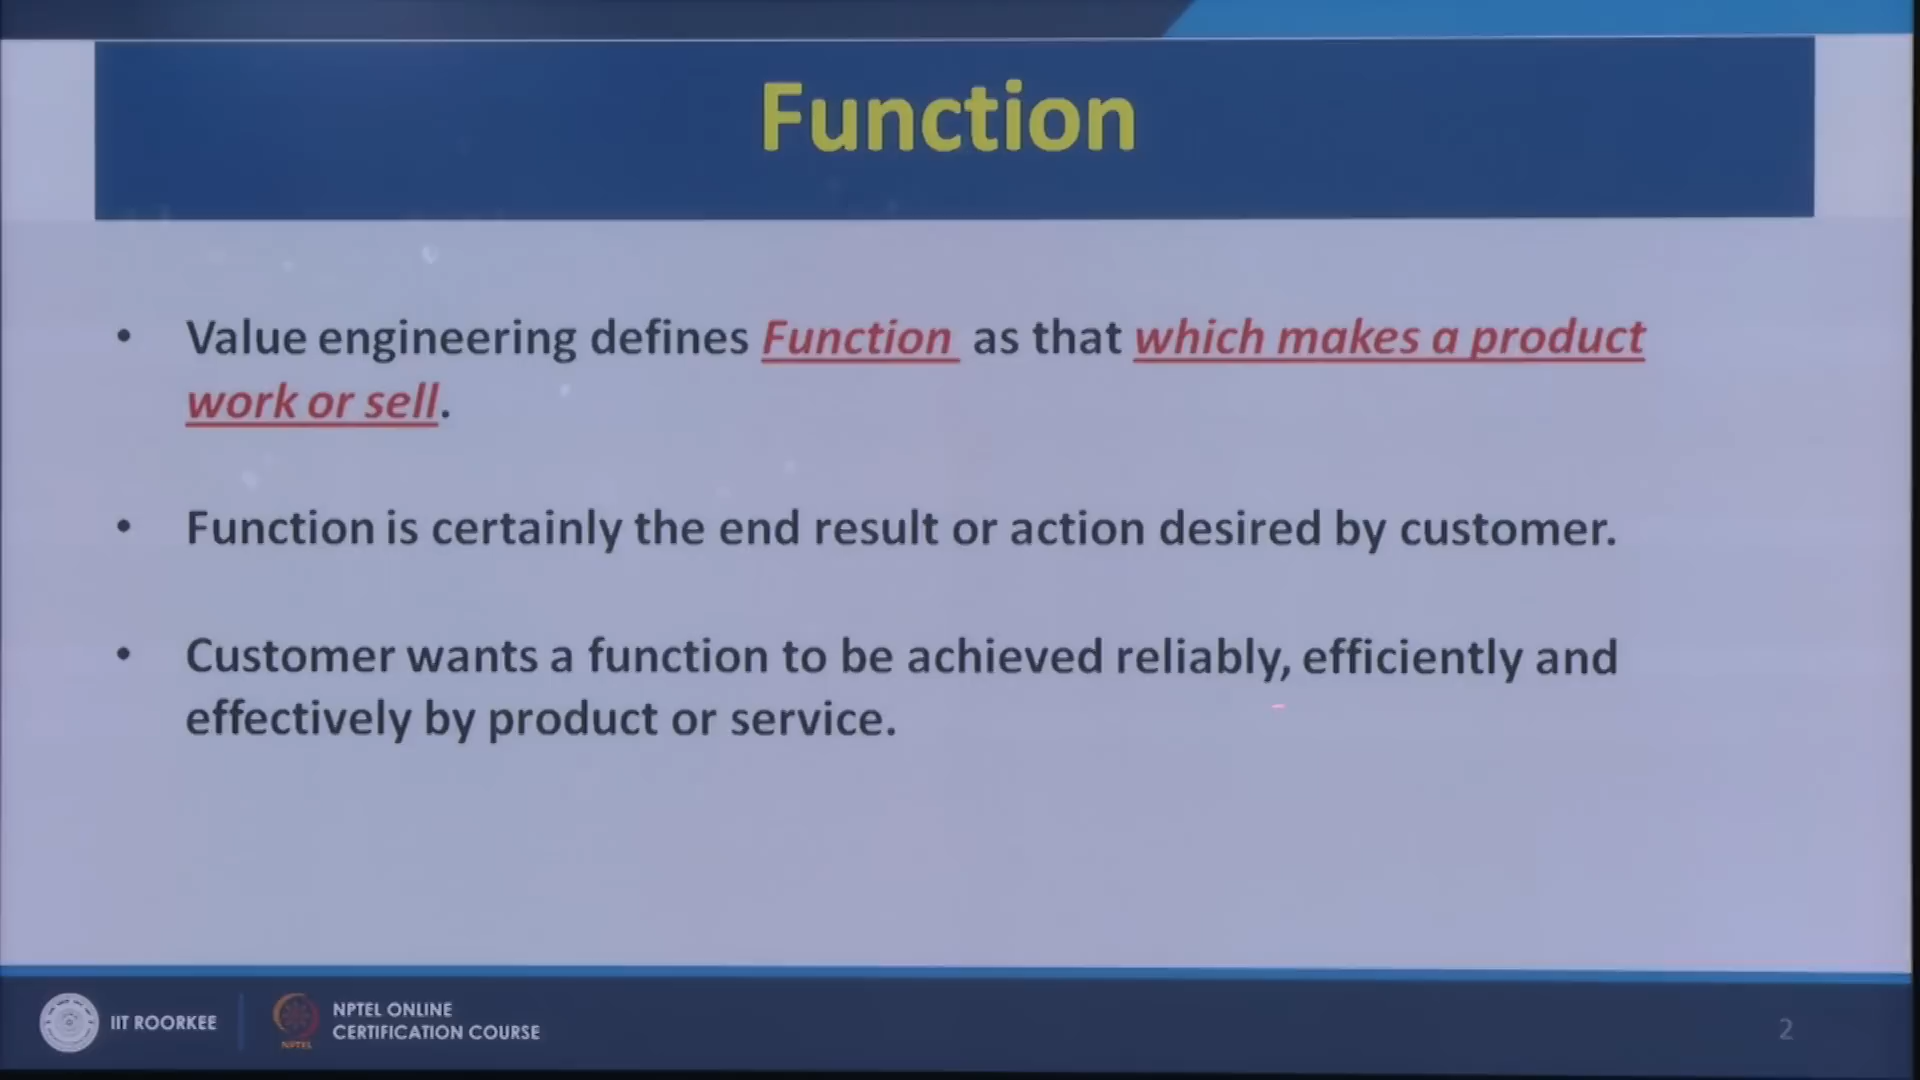 Function
• Value engineering defines Function as that which makes a product
work or sell.
• Function is certainly the end result or action desired by customer.
• Customer wants a function to be achieved reliably, efficiently and
effectively by product or service.
IIT ROORKEE
NPTEL
NPTEL ONLINE
CERTIFICATION COURSE
2